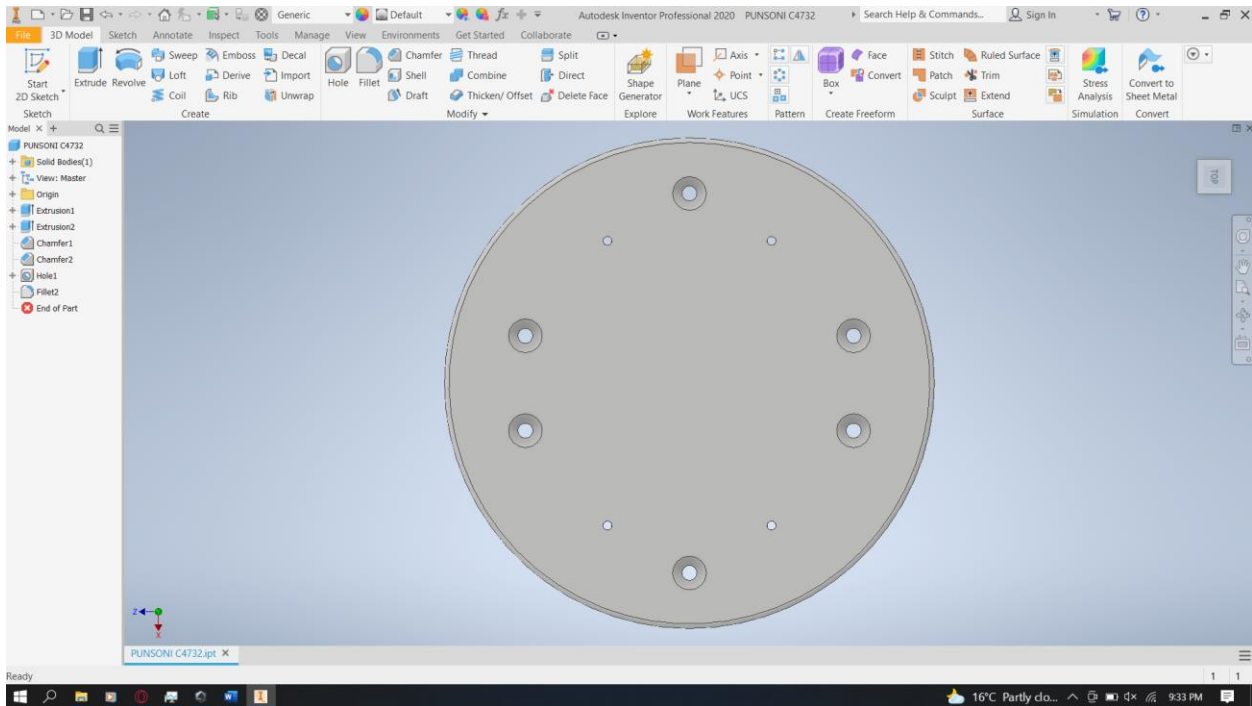 Generic Default fx Autodesk Inventor Professional 2020 PUNSONI C4732 Search Help & Commands... Sign In
File 3D Model Sketch Annotate Inspect Tools Manage View Environments Get Started Collaborate
Start 2D Sketch
Extrude Revolve
Sweep Emboss Decal
Loft Derive Import
Coil Rib Unwrap
Hole Fillet
Chamfer Thread Split
Shell Combine Direct
Draft Thicken/ Offset Delete Face
Shape Generator
Plane
Axis
Point
UCS
Box
Face
Convert
Stitch Ruled Surface
Patch Trim
Sculpt Extend
Stress Analysis
Convert to Sheet Metal
Sketch Create Modify Explore Work Features Pattern Create Freeform Surface Simulation Convert
Model × +
PUNSONI C4732
Solid Bodies(1)
View: Master
Origin
Extrusion1
Extrusion2
Chamfer1
Chamfer2
Hole1
Fillet2
End of Part
TOP
Z
X
PUNSONI C4732.ipt ×
Ready 1 1
16°C Partly clo... 9:33 PM